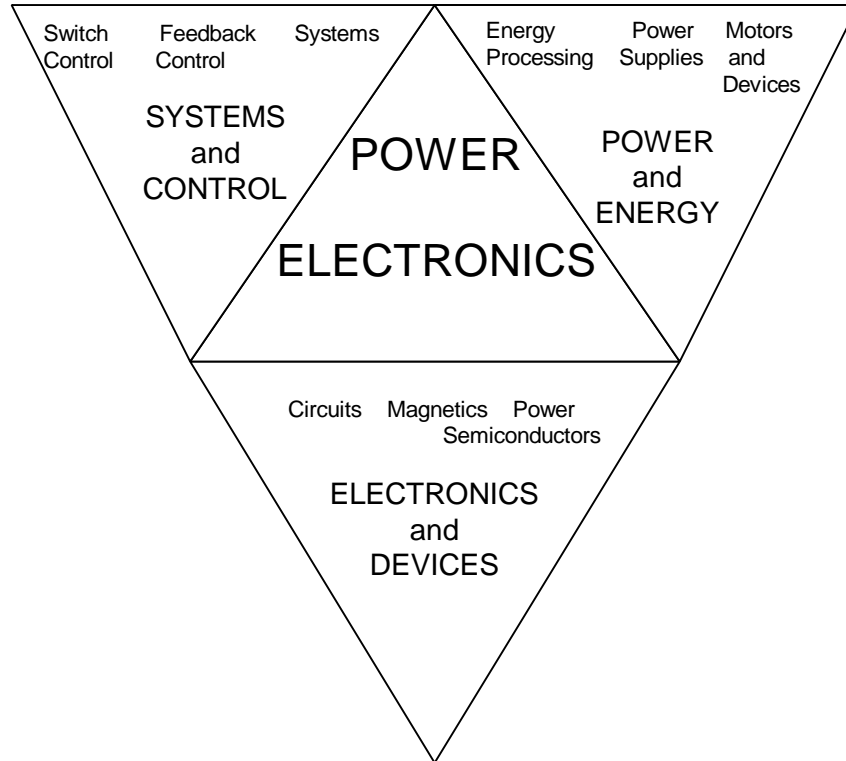 Switch Control
Feedback Control
Systems
SYSTEMS
and
CONTROL
POWER
ELECTRONICS
Energy Processing
Power Supplies
Motors and Devices
POWER
and
ENERGY
Circuits
Magnetics
Power Semiconductors
ELECTRONICS
and
DEVICES